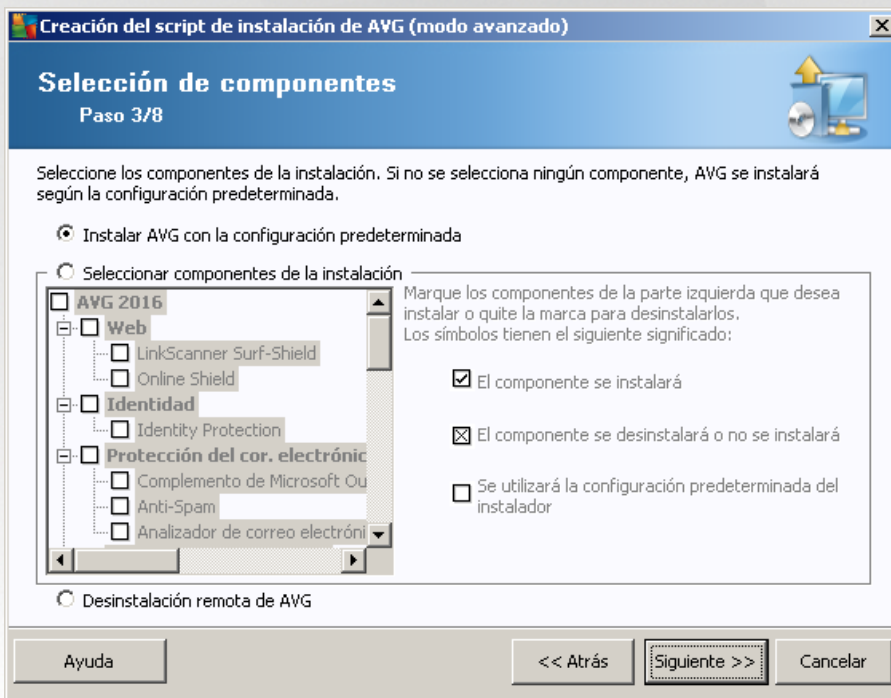 Creación del script de instalación de AVG (modo avanzado)
Selección de componentes
Paso 3/8
Seleccione los componentes de la instalación. Si no se selecciona ningún componente, AVG se instalará
según la configuración predeterminada.
Instalar AVG con la configuración predeterminada
Seleccionar componentes de la instalación
AVG 2016
Web
LinkScanner Surf-Shield
Online Shield
Identidad
Identity Protection
Protección del cor. electrónic
Complemento de Microsoft Ou
Anti-Spam
Analizador de correo electróni
Marque los componentes de la parte izquierda que desea
instalar o quite la marca para desinstalarlos.
Los símbolos tienen el siguiente significado:
El componente se instalará
El componente se desinstalará o no se instalará
Se utilizará la configuración predeterminada del
instalador
Desinstalación remota de AVG
Ayuda
<< Atrás
Siguiente >>
Cancelar